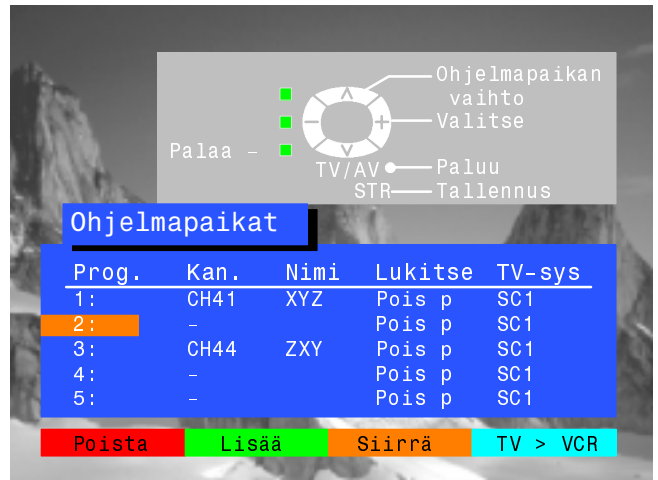 Ohjelmapaikan
vaihto
Valitse
Palaa –
TV/AV Paluu
STR Tallennus
Ohjelmapaikat
Prog. Kan. Nimi Lukitse TV-sys
1: CH41 XYZ Pois p SC1
2: – Pois p SC1
3: CH44 ZXY Pois p SC1
4: – Pois p SC1
5: – Pois p SC1
Poista Lisää Siirrä TV > VCR